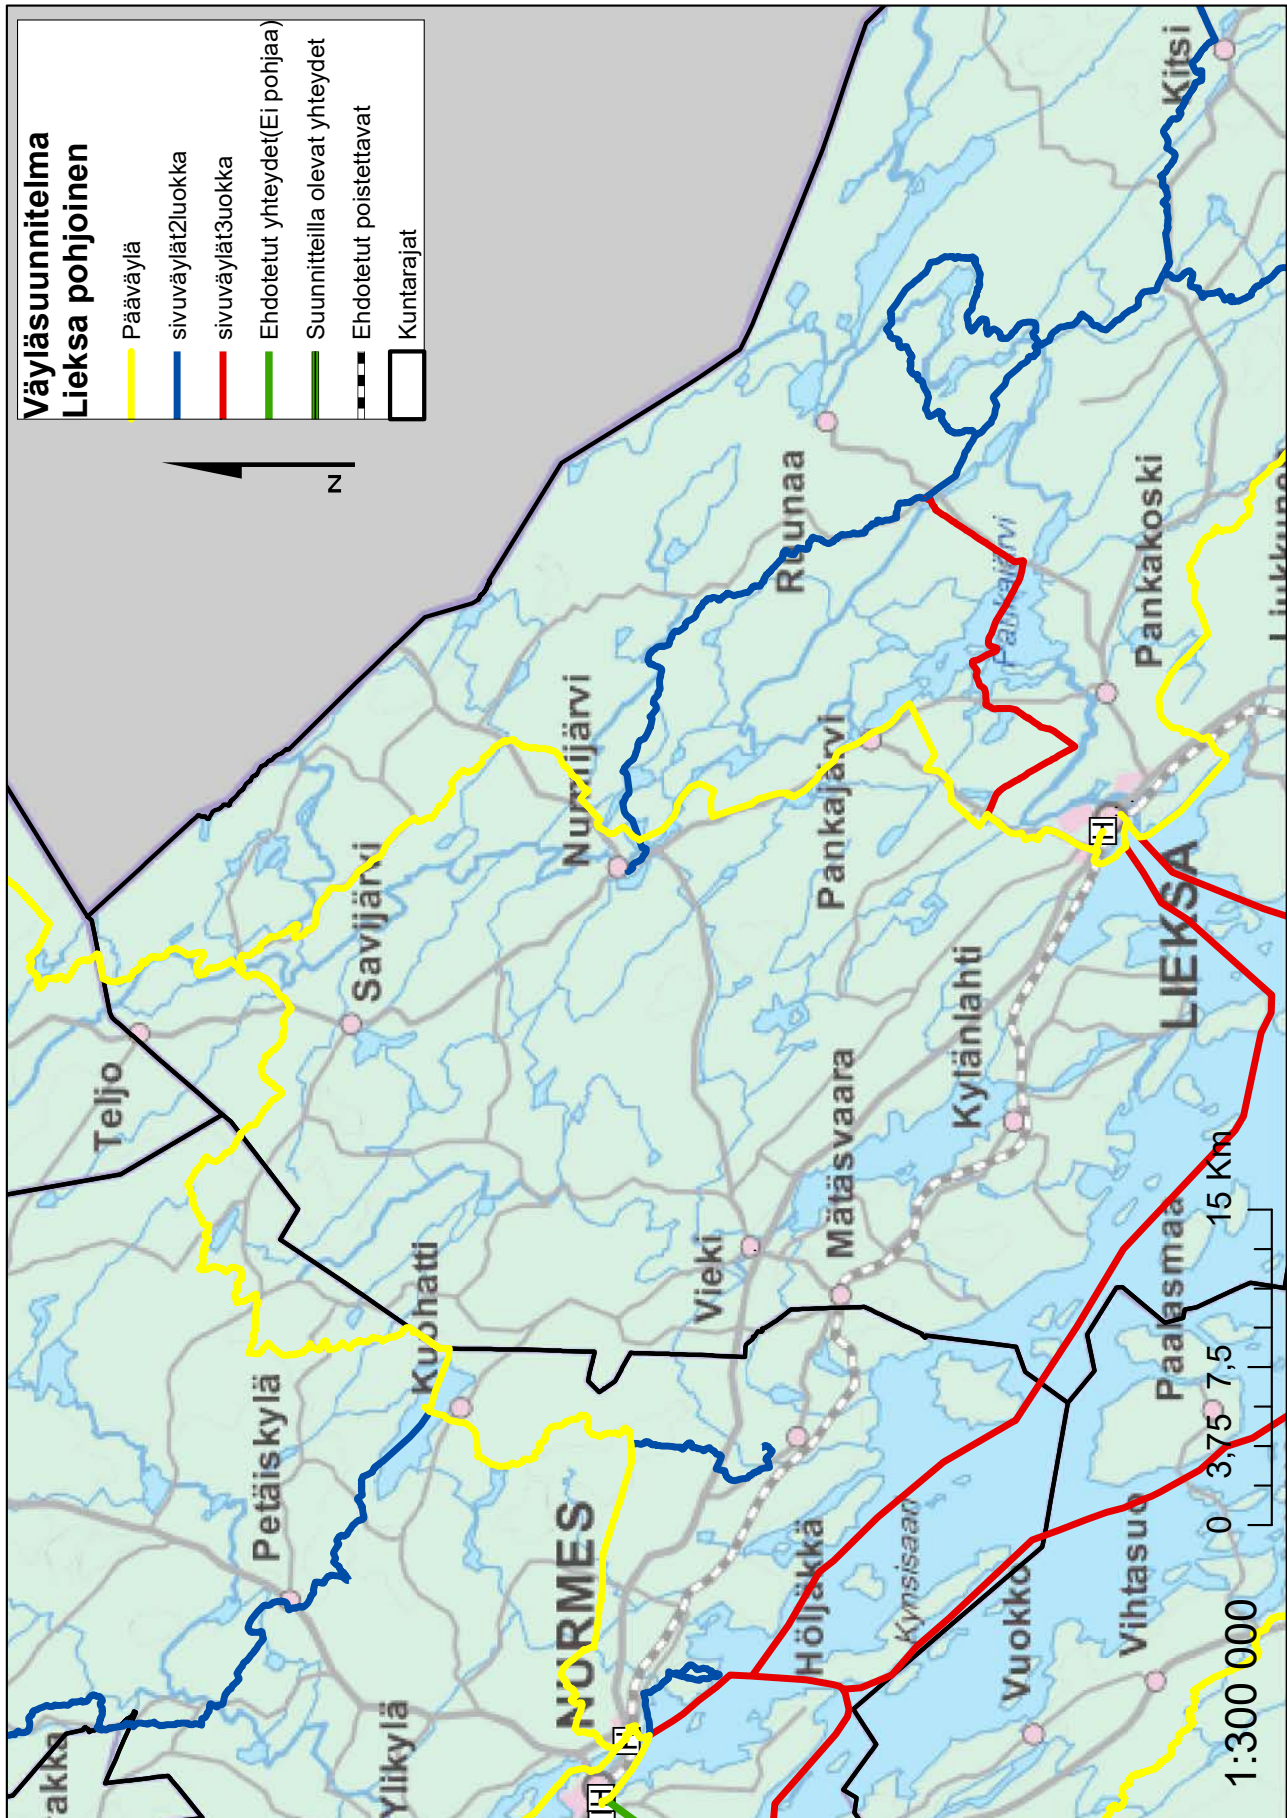 Väyläsuunnitelma
Lieksa pohjoinen
Pääväylä
sivuväylät2luokka
sivuväylät3uokka
Ehdotetut yhteydet(Ei pohjaa)
Suunnitteilla olevat yhteydet
Ehdotetut poistettavat
Kuntarajat
N
Teljo
Savijärvi
Kuohatti
Petäiskylä
Ylikylä
NURMES
H
H
Nurmijärvi
Ruunaa
Kitsi
Pankajärvi
Pankajärvi
Pankakoski
Vieki
Mätäsvaara
Kylänlahti
LIEKSA
H
Höljäkkä
Kynsisaari
Vuokko
Vihtasuo
Paalasmaa
0 3,75 7,5 15 Km
1:300 000